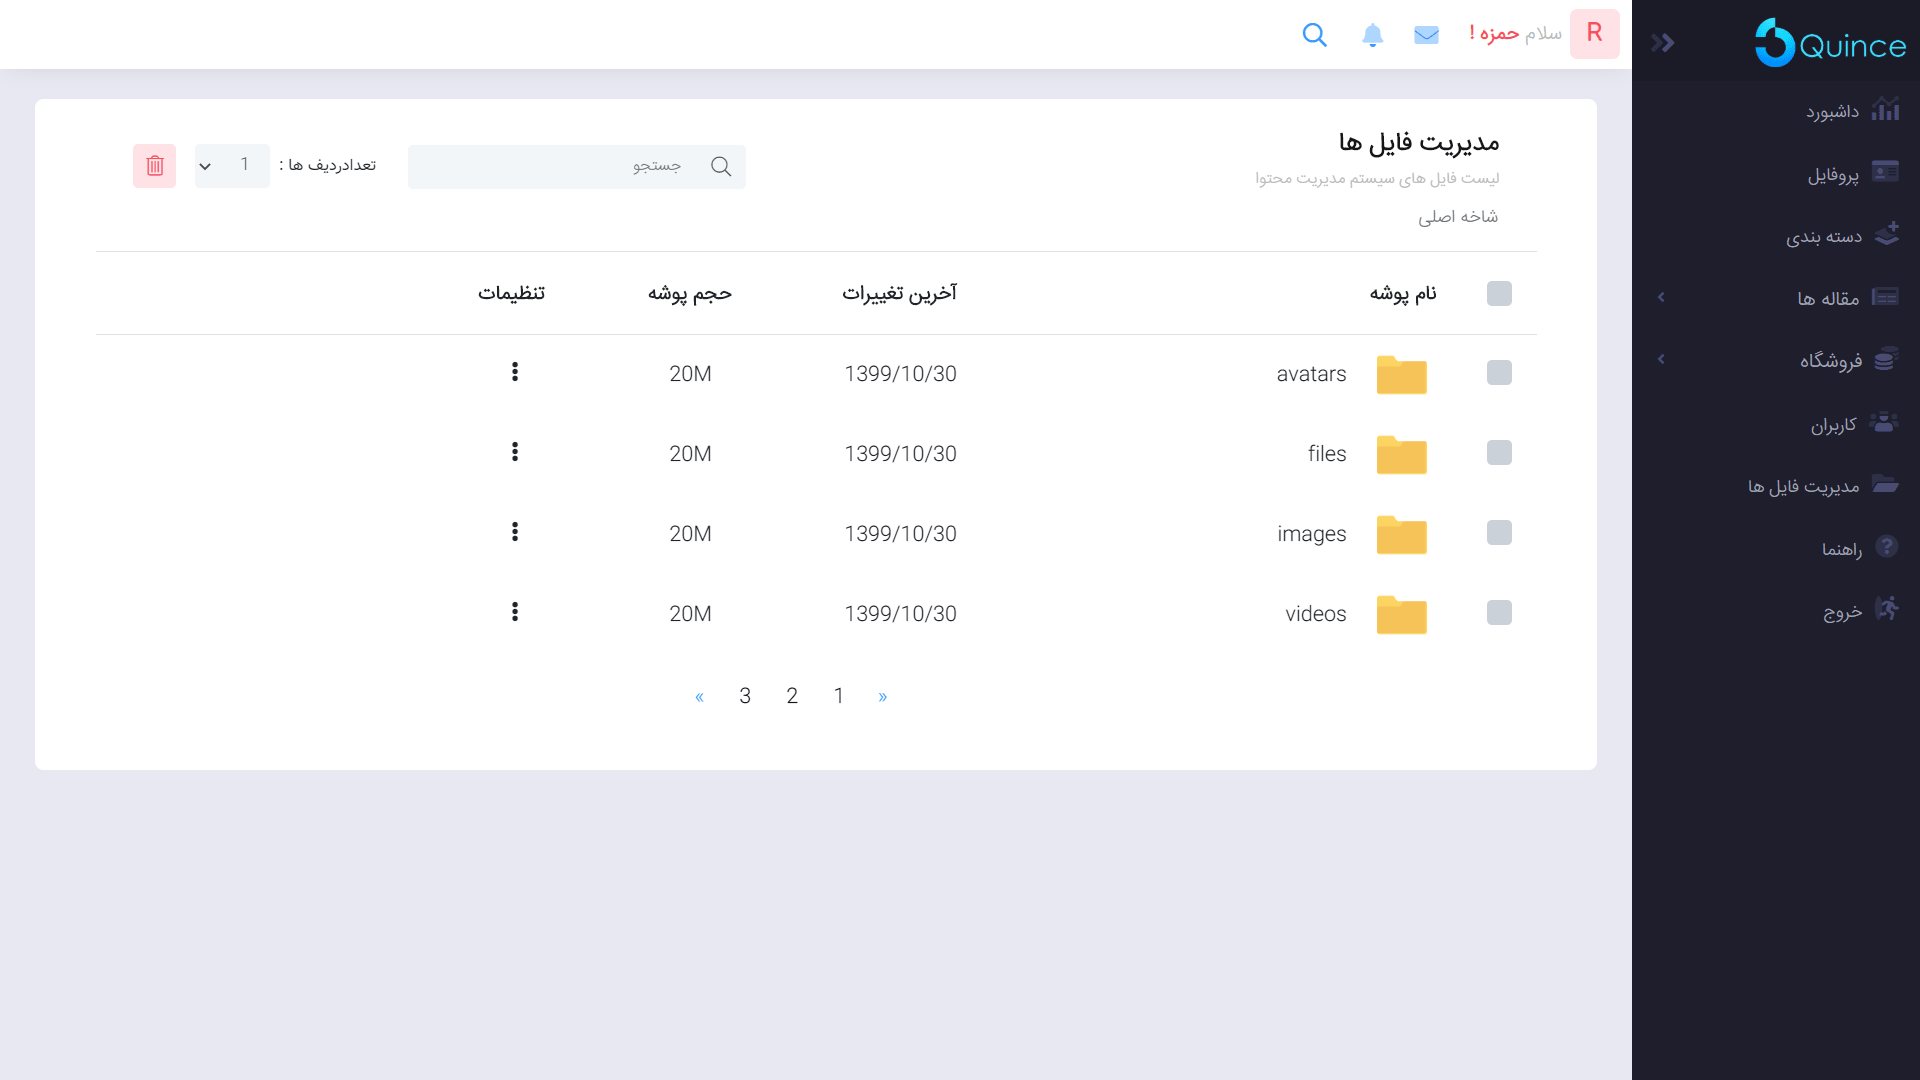 Quince
داشبورد
پروفایل
دسته بندی
مقاله ها
فروشگاه
کاربران
مدیریت فایل ها
راهنما
خروج
R سلام حمزه !
مدیریت فایل ها
لیست فایل های سیستم مدیریت محتوا
شاخه اصلی
جستجو
تعدادردیف ها : 1
نام پوشه آخرین تغییرات حجم پوشه تنظیمات
avatars 1399/10/30 20M
files 1399/10/30 20M
images 1399/10/30 20M
videos 1399/10/30 20M
« 1 2 3 »